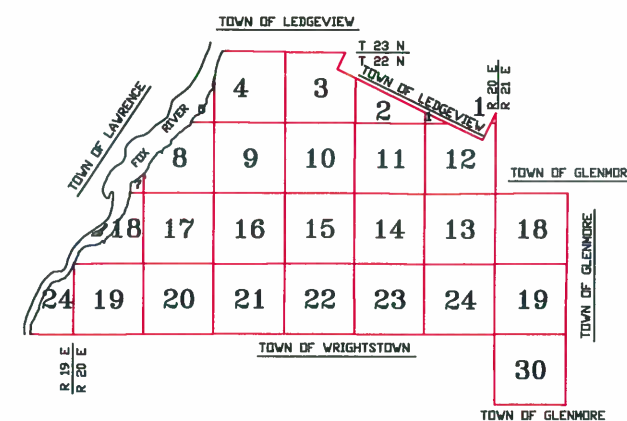 TOWN OF LEDGEVIEW
T 23 N
T 22 N
TOWN OF LEDGEVIEW
R 20 E
R 21 E
TOWN OF LAWRENCE
FOX RIVER
4
3
2
1
1
8
9
10
11
12
TOWN OF GLENMOR
18
17
16
15
14
13
18
TOWN OF GLENMORE
24
19
20
21
22
23
24
19
R 19 E
R 20 E
TOWN OF WRIGHTSTOWN
30
TOWN OF GLENMORE